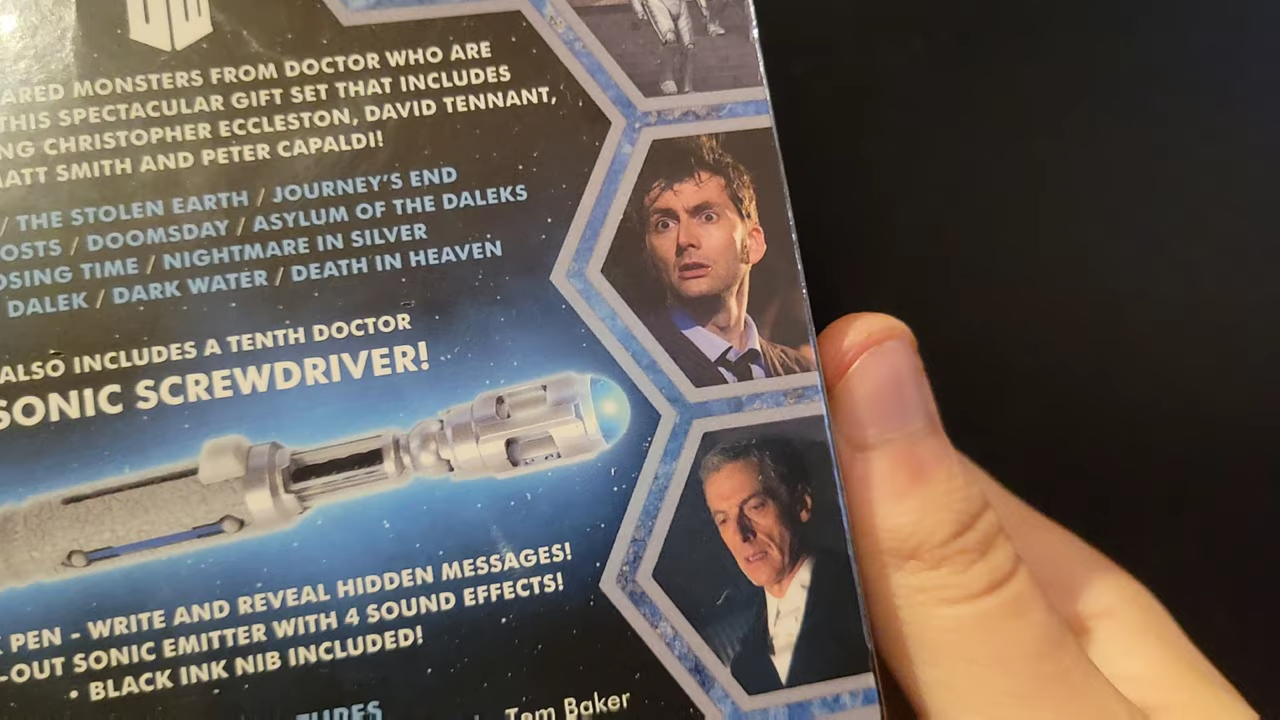 DW
ARED MONSTERS FROM DOCTOR WHO ARE
THIS SPECTACULAR GIFT SET THAT INCLUDES
NG CHRISTOPHER ECCLESTON, DAVID TENNANT,
ATT SMITH AND PETER CAPALDI!
/ THE STOLEN EARTH / JOURNEY'S END
OSTS / DOOMSDAY / ASYLUM OF THE DALEKS
OSING TIME / NIGHTMARE IN SILVER
DALEK / DARK WATER / DEATH IN HEAVEN
ALSO INCLUDES A TENTH DOCTOR
SONIC SCREWDRIVER!
PEN - WRITE AND REVEAL HIDDEN MESSAGES!
-OUT SONIC EMITTER WITH 4 SOUND EFFECTS!
• BLACK INK NIB INCLUDED!
Tom Baker